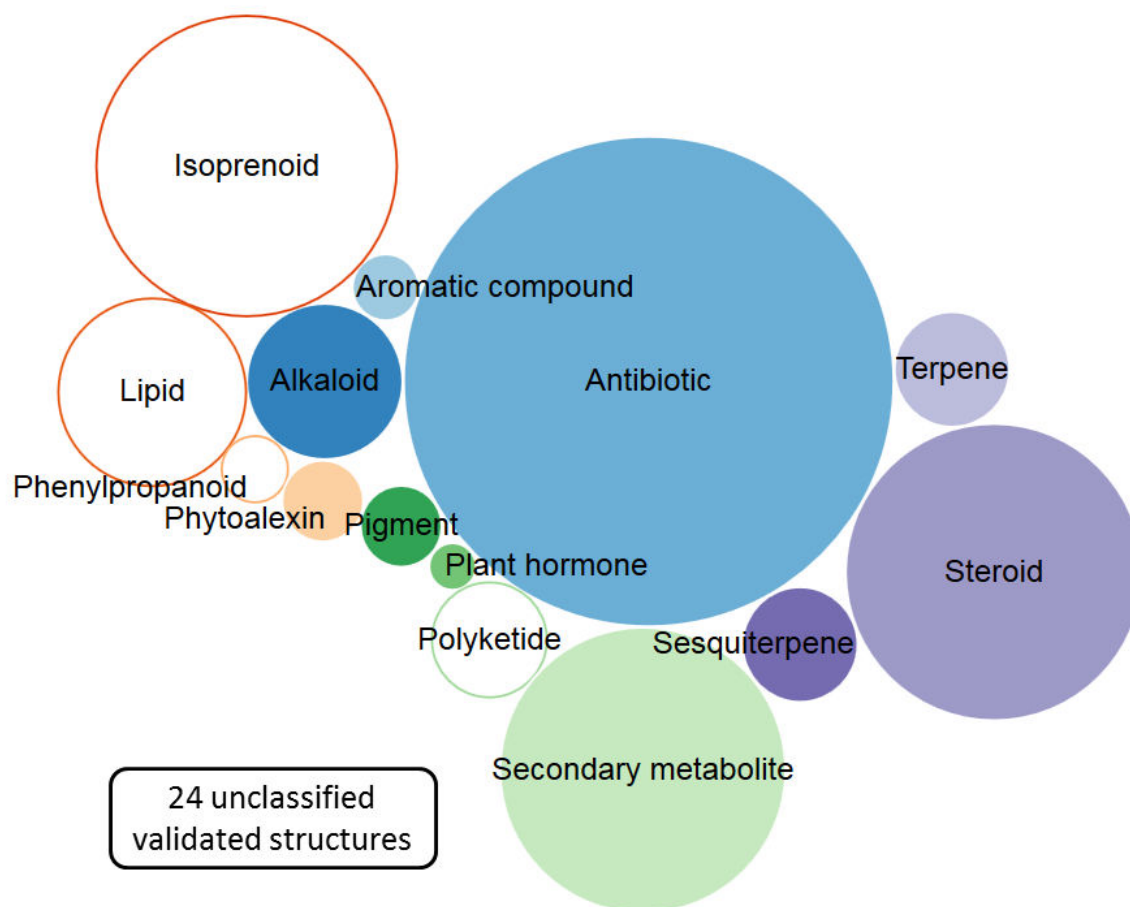 Isoprenoid
Aromatic compound
Lipid
Alkaloid
Antibiotic
Terpene
Phenylpropanoid
Phytoalexin
Pigment
Plant hormone
Steroid
Polyketide
Sesquiterpene
Secondary metabolite
24 unclassified
validated structures